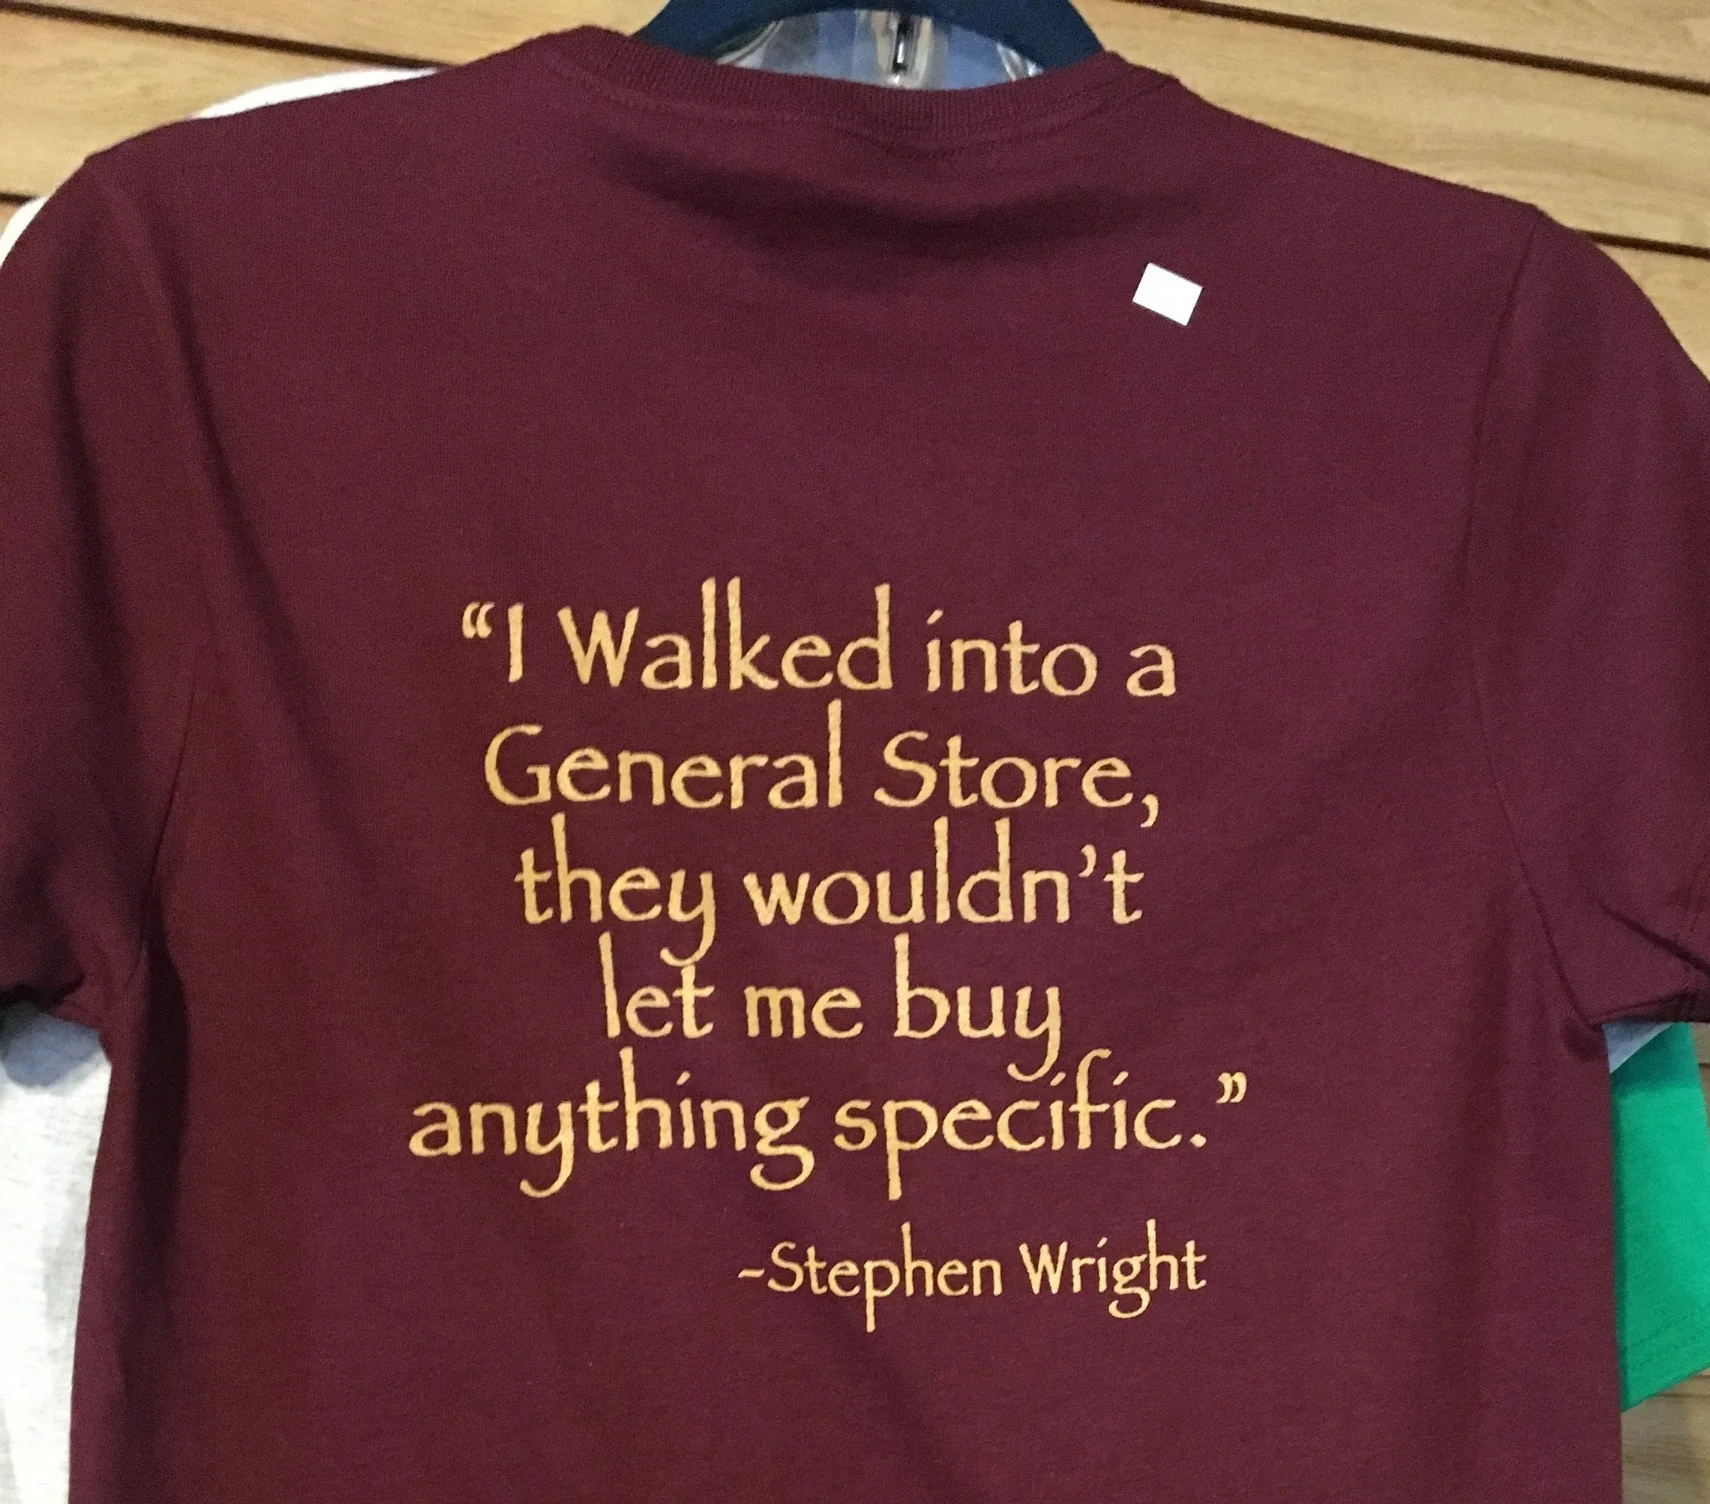 “I Walked into a
General Store,
they wouldn’t
let me buy
anything specific.”
-Stephen Wright